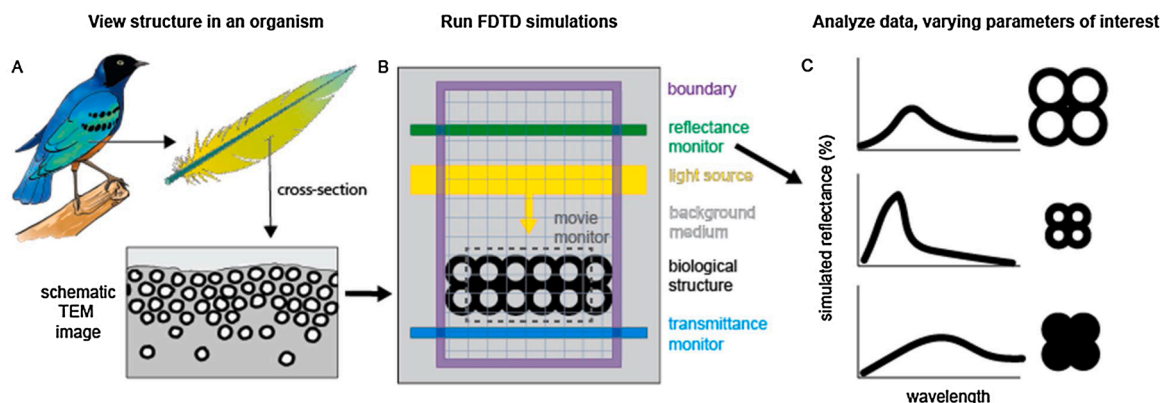 View structure in an organism
Run FDTD simulations
Analyze data, varying parameters of interest
A
cross-section
schematic
TEM
image
B
boundary
reflectance
monitor
light source
movie
monitor
background
medium
biological
structure
transmittance
monitor
C
simulated reflectance (%)
wavelength